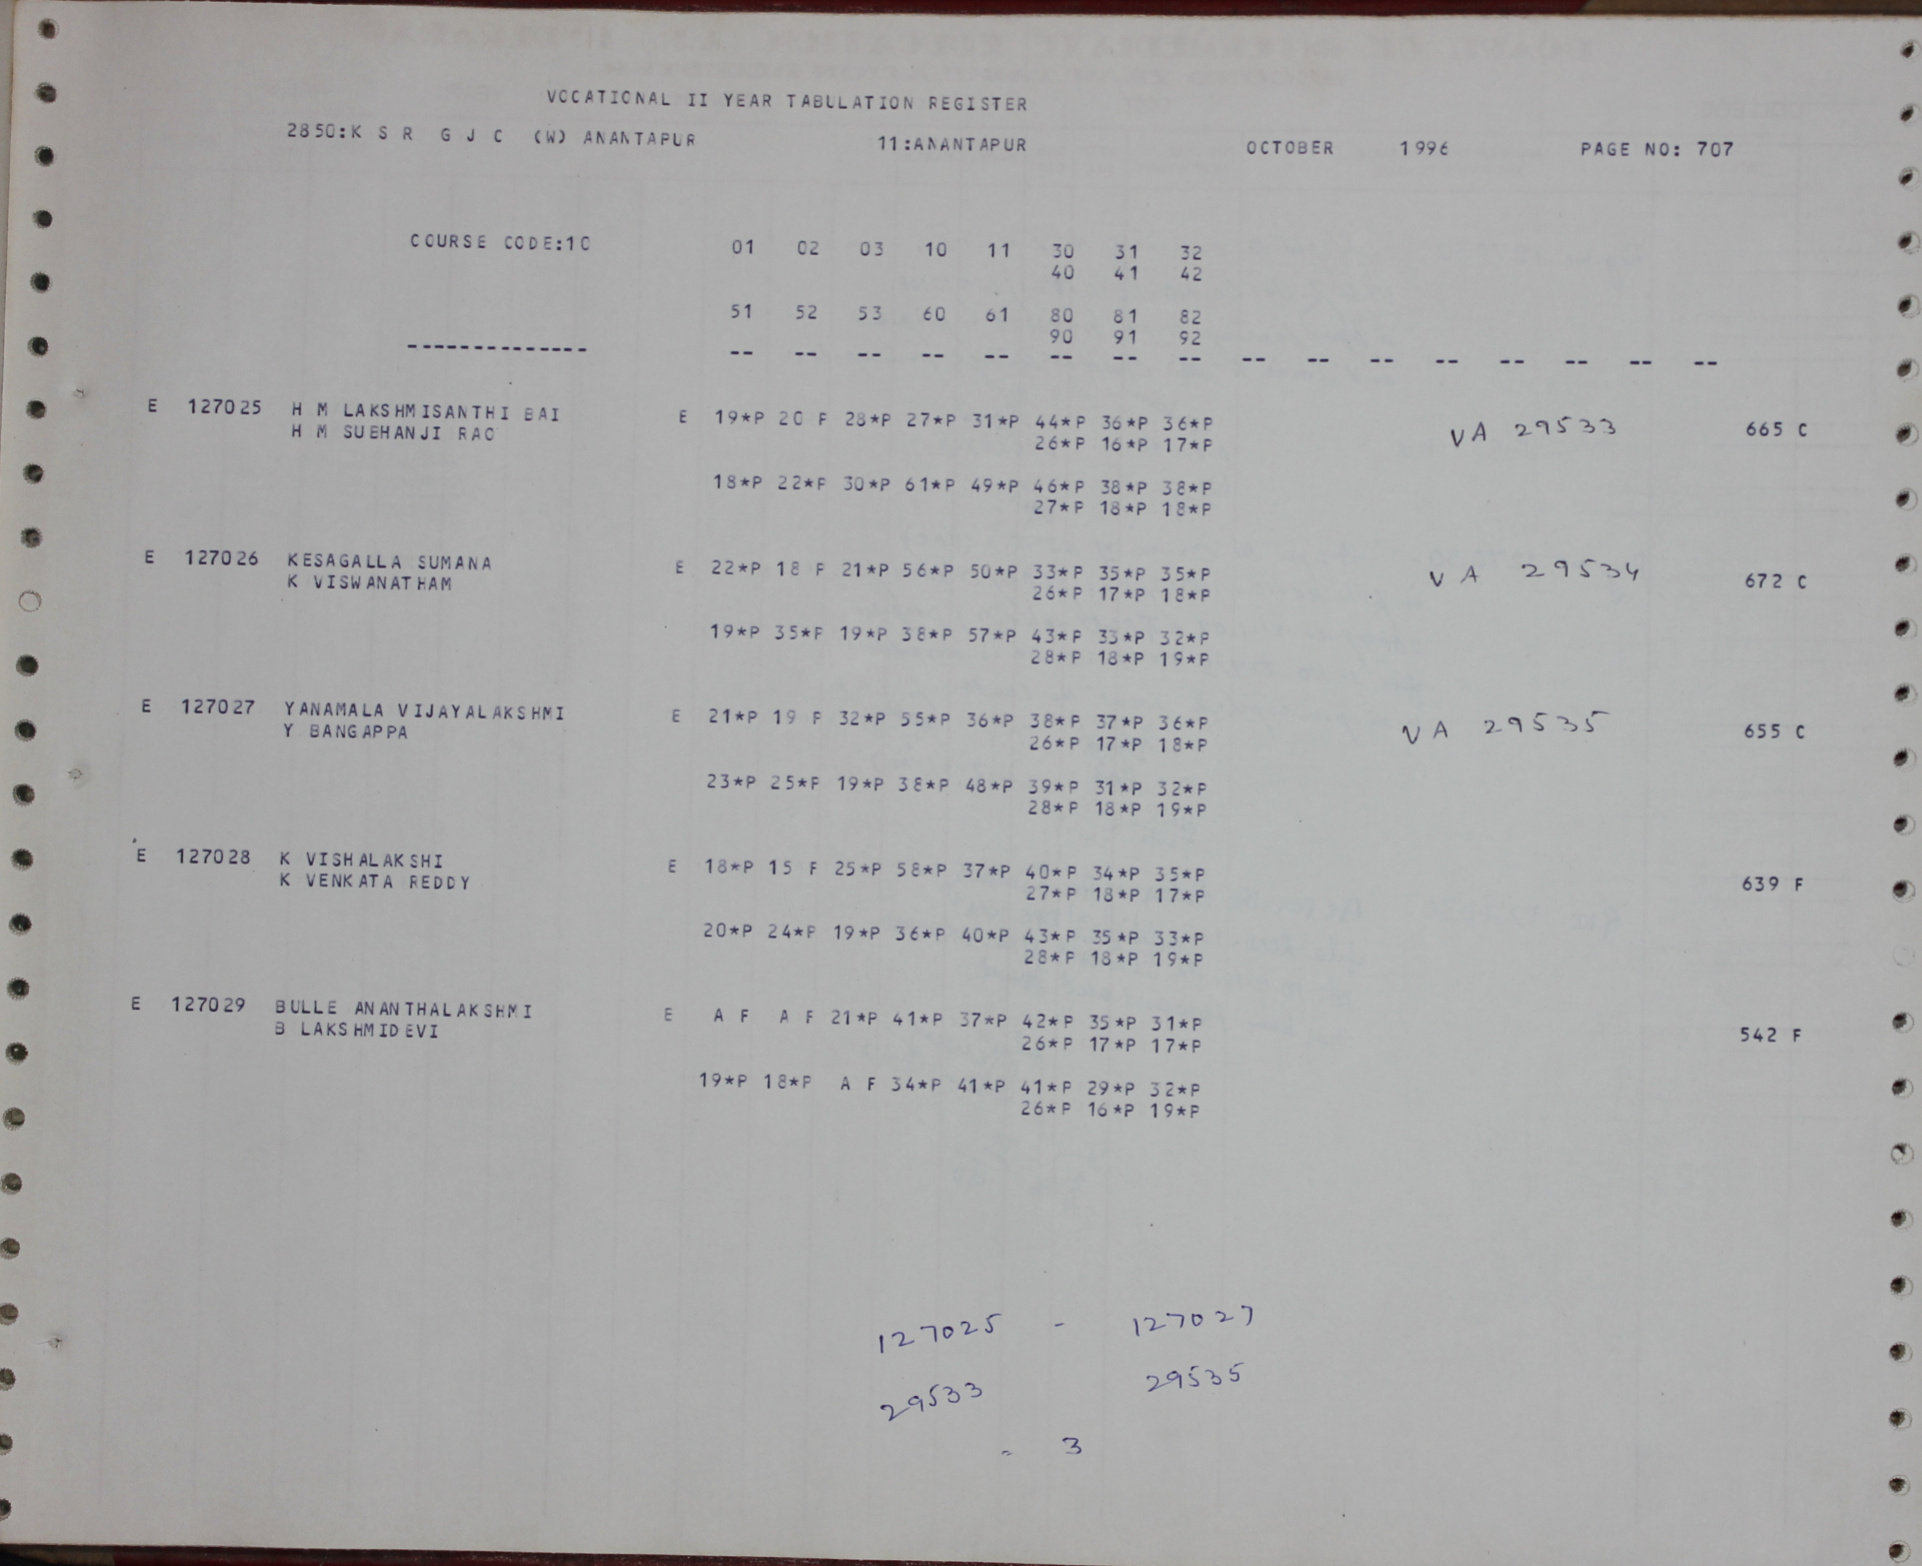 VOCATIONAL II YEAR TABULATION REGISTER
2850:K S R G J C (W) ANANTAPUR 11:ANANTAPUR OCTOBER 1996 PAGE NO: 707
COURSE CODE:10 01 02 03 10 11 30 31 32
40 41 42
51 52 53 60 61 80 81 82
90 91 92
-------------- -- -- -- -- -- -- -- -- -- -- -- -- -- -- -- --
E 127025 H M LAKSHMISANTHI BAI E 19*P 20 F 28*P 27*P 31*P 44*P 36*P 36*P VA 29533 665 C
H M SUBHANJI RAO 26*P 16*P 17*P
18*P 22*P 30*P 61*P 49*P 46*P 38*P 38*P
27*P 18*P 18*P
E 127026 KESAGALLA SUMANA E 22*P 18 P 21*P 56*P 50*P 33*P 35*P 35*P VA 29534 672 C
K VISWANATHAM 26*P 17*P 18*P
19*P 35*P 19*P 38*P 57*P 43*P 33*P 32*P
28*P 18*P 19*P
E 127027 YANAMALA VIJAYALAKSHMI E 21*P 19 F 32*P 55*P 36*P 38*P 37*P 36*P VA 29535 655 C
Y BANGAPPA 26*P 17*P 18*P
23*P 25*P 19*P 38*P 48*P 39*P 31*P 32*P
28*P 18*P 19*P
E 127028 K VISHALAKSHI E 18*P 15 F 25*P 58*P 37*P 40*P 34*P 35*P 639 F
K VENKATA REDDY 27*P 18*P 17*P
20*P 24*P 19*P 36*P 40*P 43*P 35*P 33*P
28*P 18*P 19*P
E 127029 BULLE ANANTHALAKSHMI E A F A F 21*P 41*P 37*P 42*P 35*P 31*P 542 F
B LAKSHMIDEVI 26*P 17*P 17*P
19*P 18*P A F 34*P 41*P 41*P 29*P 32*P
26*P 16*P 19*P
127025 - 127027
29533 29535
= 3